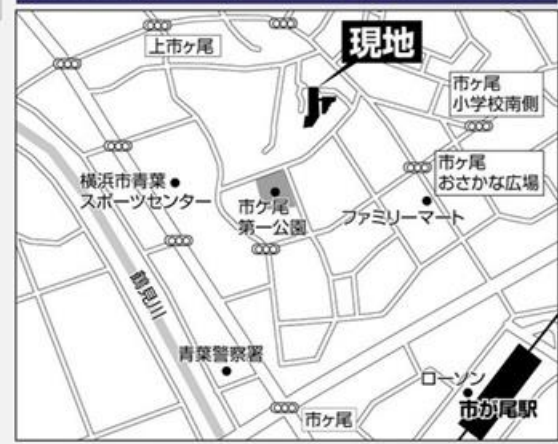 上市ヶ尾
現地
市ヶ尾
小学校南側
市ヶ尾
おさかな広場
横浜市青葉
スポーツセンター
市ケ尾
第一公園
ファミリーマート
鶴見川
青葉警察署
ローソン
市が尾駅
市ヶ尾